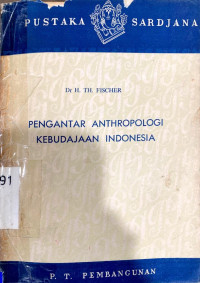 PUSTAKA SARDJANA
Dr H. TH. FISCHER
PENGANTAR ANTHROPOLOGI
KEBUDAJAAN INDONESIA
91
P. T. PEMBANGUNAN